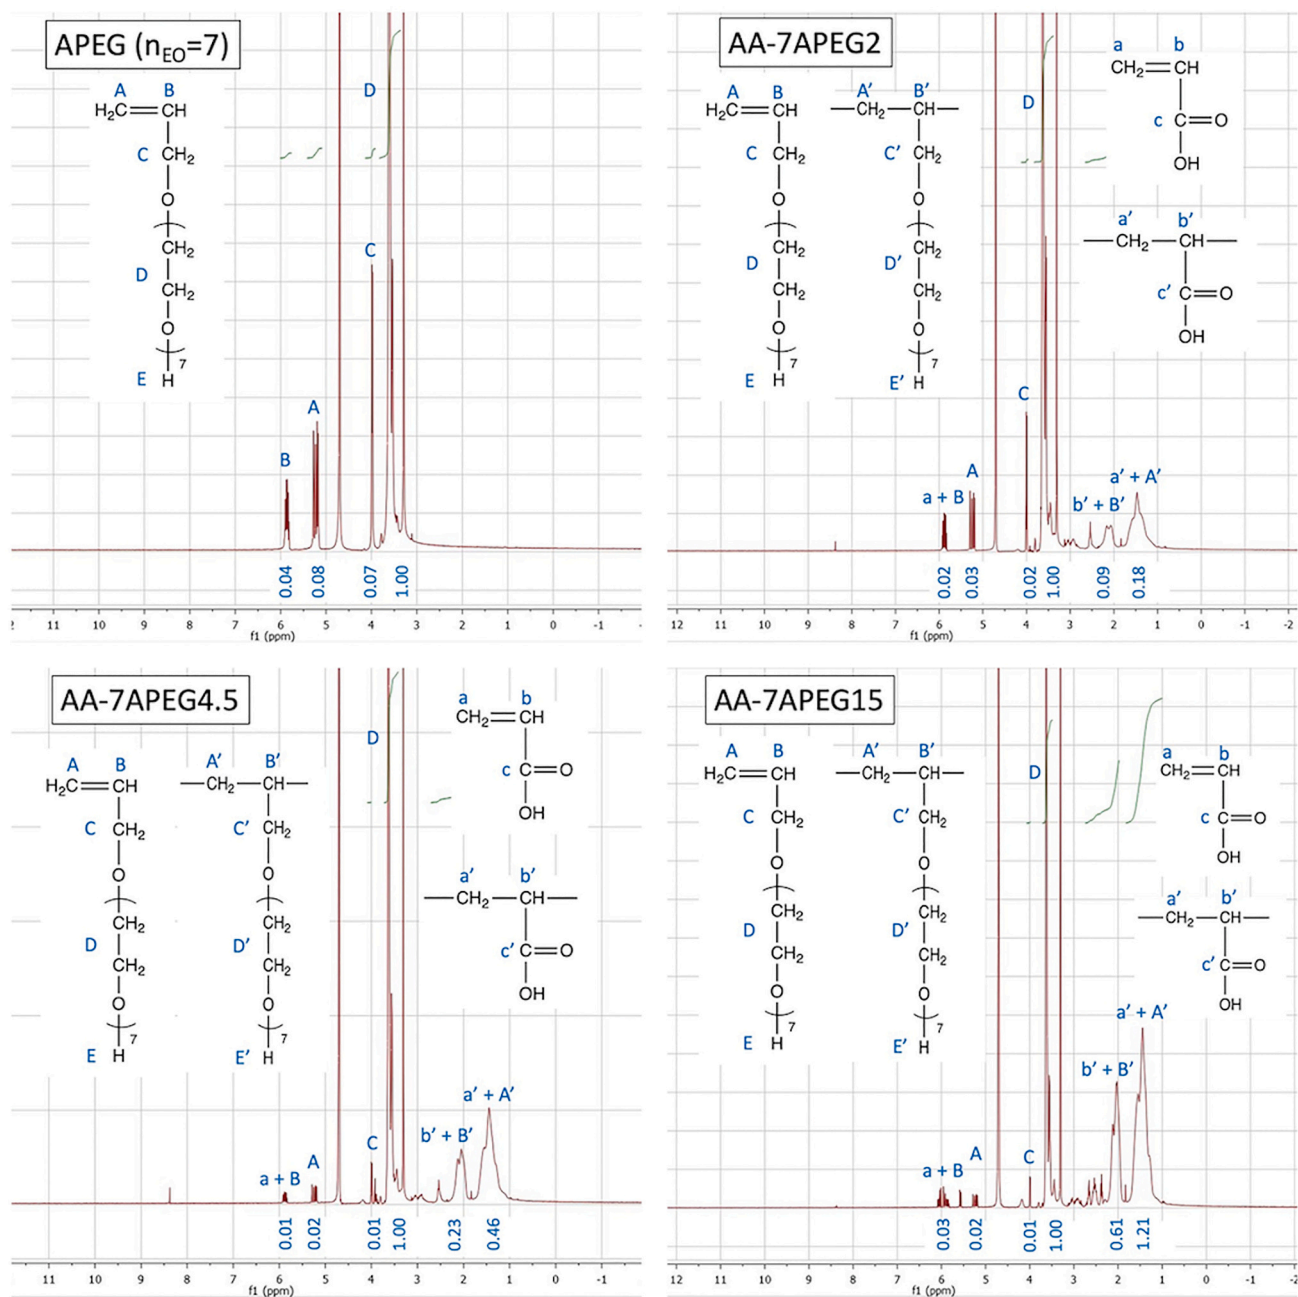 APEG (nEO=7)
A B
H₂C=CH
C CH₂
O
CH₂
D
CH₂
O
7
E H
D
C
A
B
0.04 0.08 0.07 1.00
2 11 10 9 8 7 6 5 4 3 2 1 0 -1
f1 (ppm)
AA-7APEG2
A B
H₂C=CH
C CH₂
O
CH₂
D
CH₂
O
7
E H
A′ B′
CH₂ CH
C′ CH₂
O
CH₂
D′
CH₂
O
7
E′ H
a b
CH₂=CH
c C=O
OH
a′ b′
CH₂ CH
c′ C=O
OH
D
C
A
a + B
b′ + B′
a′ + A′
0.02 0.03 0.02 1.00 0.09 0.18
12 11 10 9 8 7 6 5 4 3 2 1 0 -1 -2
f1 (ppm)
AA-7APEG4.5
A B
H₂C=CH
C CH₂
O
CH₂
D
CH₂
O
7
E H
A′ B′
CH₂ CH
C′ CH₂
O
CH₂
D′
CH₂
O
7
E′ H
a b
CH₂=CH
c C=O
OH
a′ b′
CH₂ CH
c′ C=O
OH
D
C
A
a + B
b′ + B′
a′ + A′
0.01 0.02 0.01 1.00 0.23 0.46
11 10 9 8 7 6 5 4 3 2 1 0 -1
f1 (ppm)
AA-7APEG15
A B
H₂C=CH
C CH₂
O
CH₂
D
CH₂
O
7
E H
A′ B′
CH₂ CH
C′ CH₂
O
CH₂
D′
CH₂
O
7
E′ H
a b
CH₂=CH
c C=O
OH
a′ b′
CH₂ CH
c′ C=O
OH
D
C
A
a + B
b′ + B′
a′ + A′
0.03 0.02 0.01 1.00 0.61 1.21
12 11 10 9 8 7 6 5 4 3 2 1 0 -1 -2
f1 (ppm)